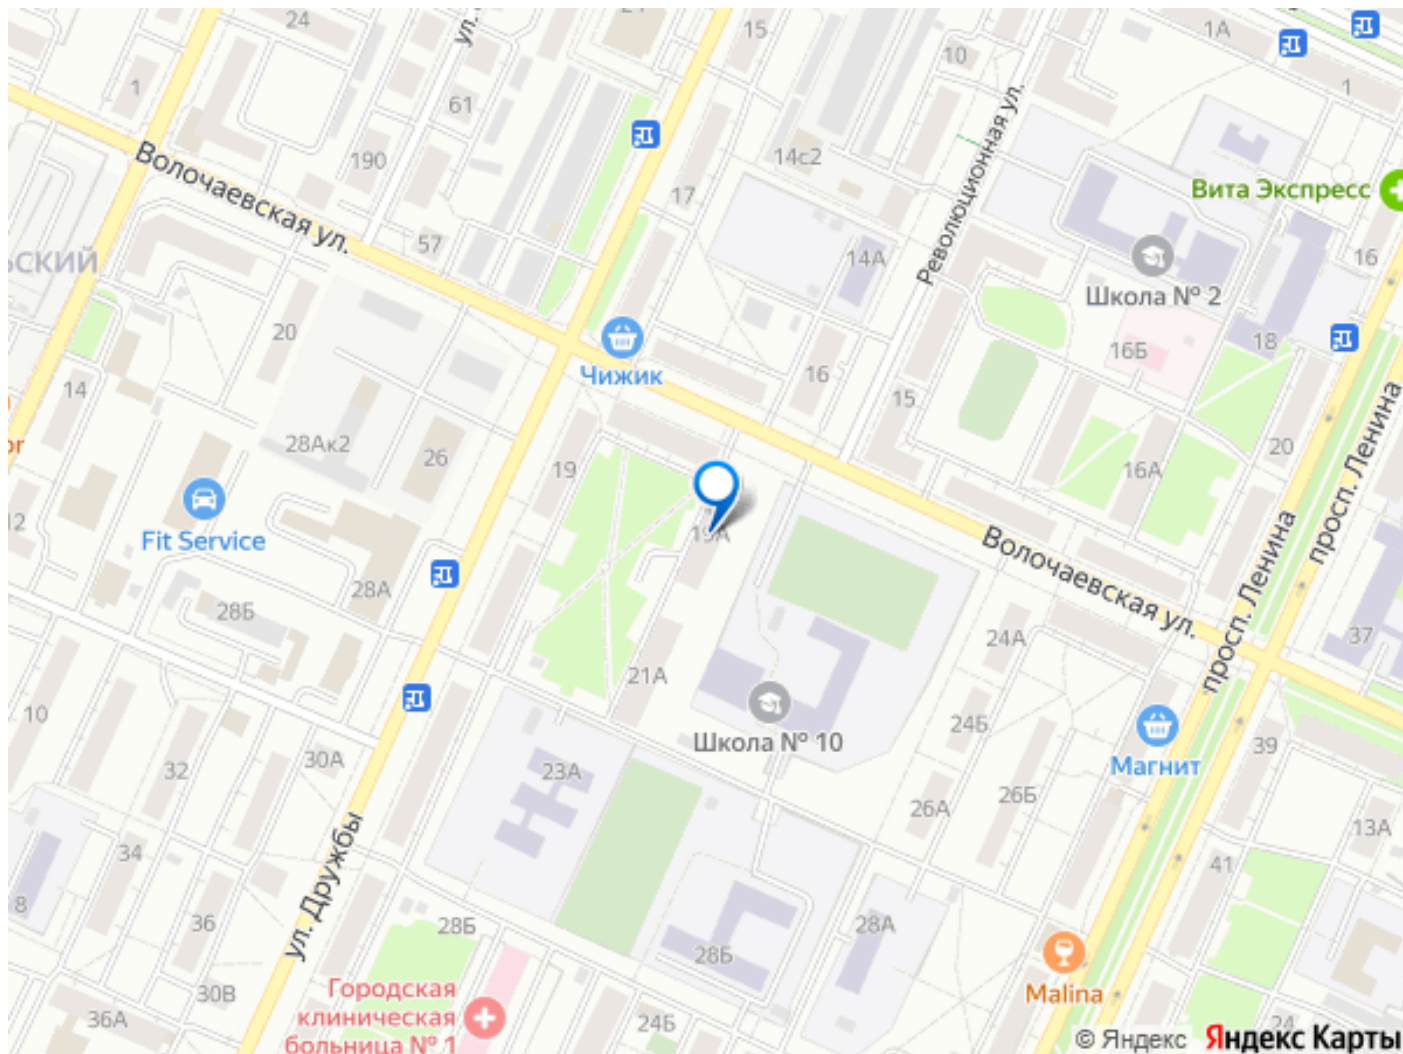 24
ул.
15
10
1А
1
1
61
190
14с2
Революционная ул.
Вита Экспресс
Волочаевская ул.
17
57
ЬСКИЙ
14А
16
Школа № 2
20
Чижик
16
15
16Б
18
14
28Ак2
26
19
16А
20
просп. Ленина
ог
12
Fit Service
19А
Волочаевская ул.
просп. Ленина
28А
28Б
24А
37
21А
10
Школа № 10
24Б
Магнит
39
30А
32
23А
26А
26Б
13А
34
ул. Дружбы
41
8
36
28Б
28А
28Б
30В
Городская
клиническая
больница № 1
Malina
36А
24Б
24
© Яндекс Яндекс Карты